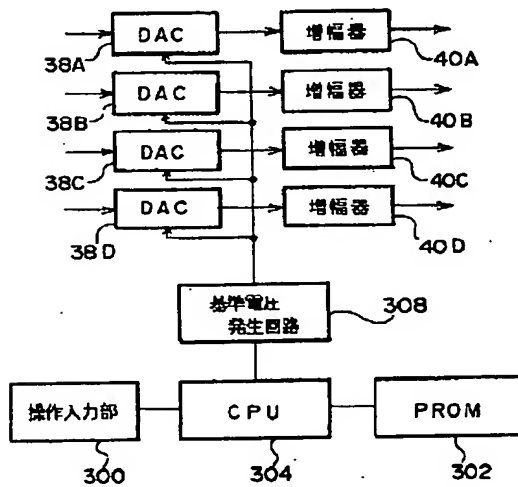 DAC
増幅器
38A
40A
DAC
増幅器
38B
40B
DAC
増幅器
38C
40C
DAC
増幅器
38D
40D
基準電圧
発生回路
308
操作入力部
CPU
PROM
300
304
302